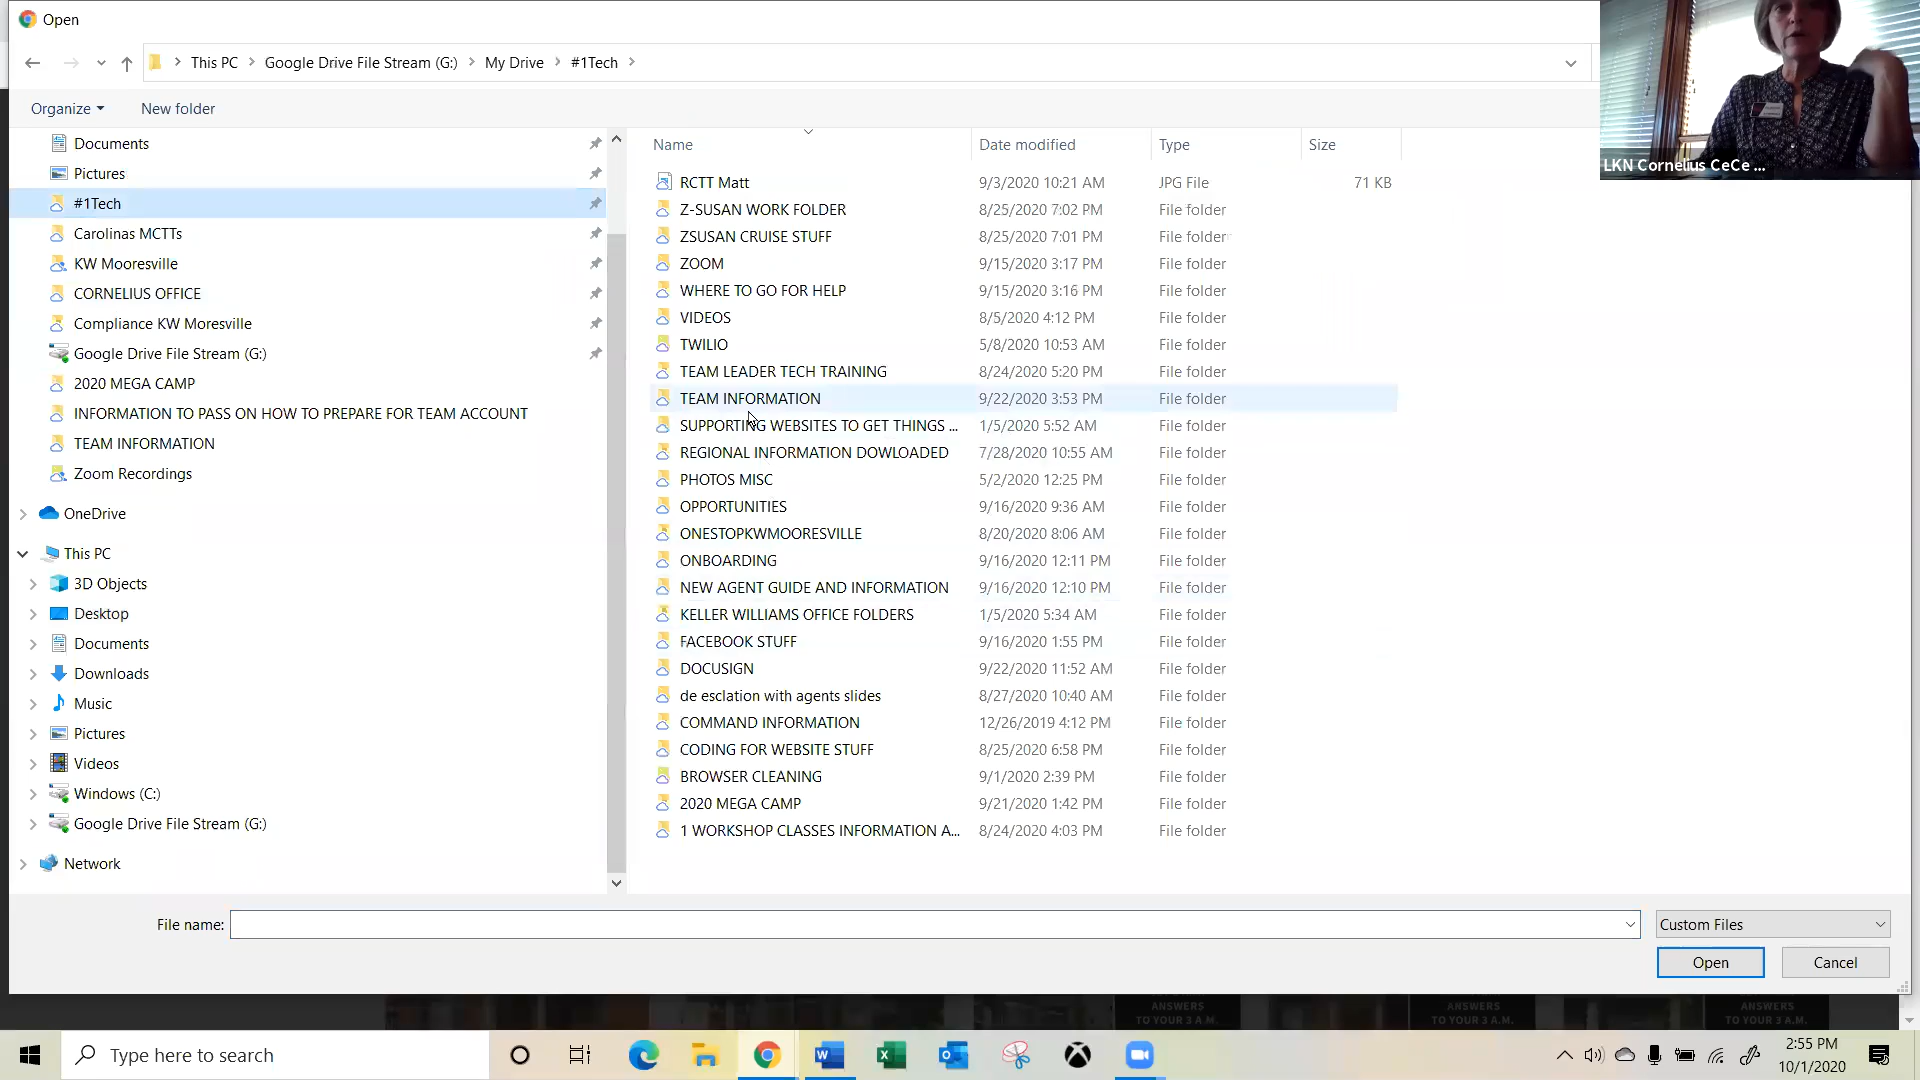 Open
This PC
Google Drive File Stream (G:)
My Drive
#1Tech
Organize
New folder
LKN Cornelius CeCe ...
Documents
Pictures
#1Tech
Carolinas MCTTs
KW Mooresville
CORNELIUS OFFICE
Compliance KW Moresville
Google Drive File Stream (G:)
2020 MEGA CAMP
INFORMATION TO PASS ON HOW TO PREPARE FOR TEAM ACCOUNT
TEAM INFORMATION
Zoom Recordings
OneDrive
This PC
3D Objects
Desktop
Documents
Downloads
Music
Pictures
Videos
Windows (C:)
Google Drive File Stream (G:)
Network
Name Date modified Type Size
RCTT Matt 9/3/2020 10:21 AM JPG File 71 KB
Z-SUSAN WORK FOLDER 8/25/2020 7:02 PM File folder
ZSUSAN CRUISE STUFF 8/25/2020 7:01 PM File folder
ZOOM 9/15/2020 3:17 PM File folder
WHERE TO GO FOR HELP 9/15/2020 3:16 PM File folder
VIDEOS 8/5/2020 4:12 PM File folder
TWILIO 5/8/2020 10:53 AM File folder
TEAM LEADER TECH TRAINING 8/24/2020 5:20 PM File folder
TEAM INFORMATION 9/22/2020 3:53 PM File folder
SUPPORTING WEBSITES TO GET THINGS ... 1/5/2020 5:52 AM File folder
REGIONAL INFORMATION DOWLOADED 7/28/2020 10:55 AM File folder
PHOTOS MISC 5/2/2020 12:25 PM File folder
OPPORTUNITIES 9/16/2020 9:36 AM File folder
ONESTOPKWMOORESVILLE 8/20/2020 8:06 AM File folder
ONBOARDING 9/16/2020 12:11 PM File folder
NEW AGENT GUIDE AND INFORMATION 9/16/2020 12:10 PM File folder
KELLER WILLIAMS OFFICE FOLDERS 1/5/2020 5:34 AM File folder
FACEBOOK STUFF 9/16/2020 1:55 PM File folder
DOCUSIGN 9/22/2020 11:52 AM File folder
de esclation with agents slides 8/27/2020 10:40 AM File folder
COMMAND INFORMATION 12/26/2019 4:12 PM File folder
CODING FOR WEBSITE STUFF 8/25/2020 6:58 PM File folder
BROWSER CLEANING 9/1/2020 2:39 PM File folder
2020 MEGA CAMP 9/21/2020 1:42 PM File folder
1 WORKSHOP CLASSES INFORMATION A... 8/24/2020 4:03 PM File folder
File name:
Custom Files
Open
Cancel
ANSWERS
TO YOUR 3 A.M.
ANSWERS
TO YOUR 3 A.M.
ANSWERS
TO YOUR 3 A.M.
Type here to search
2:55 PM
10/1/2020